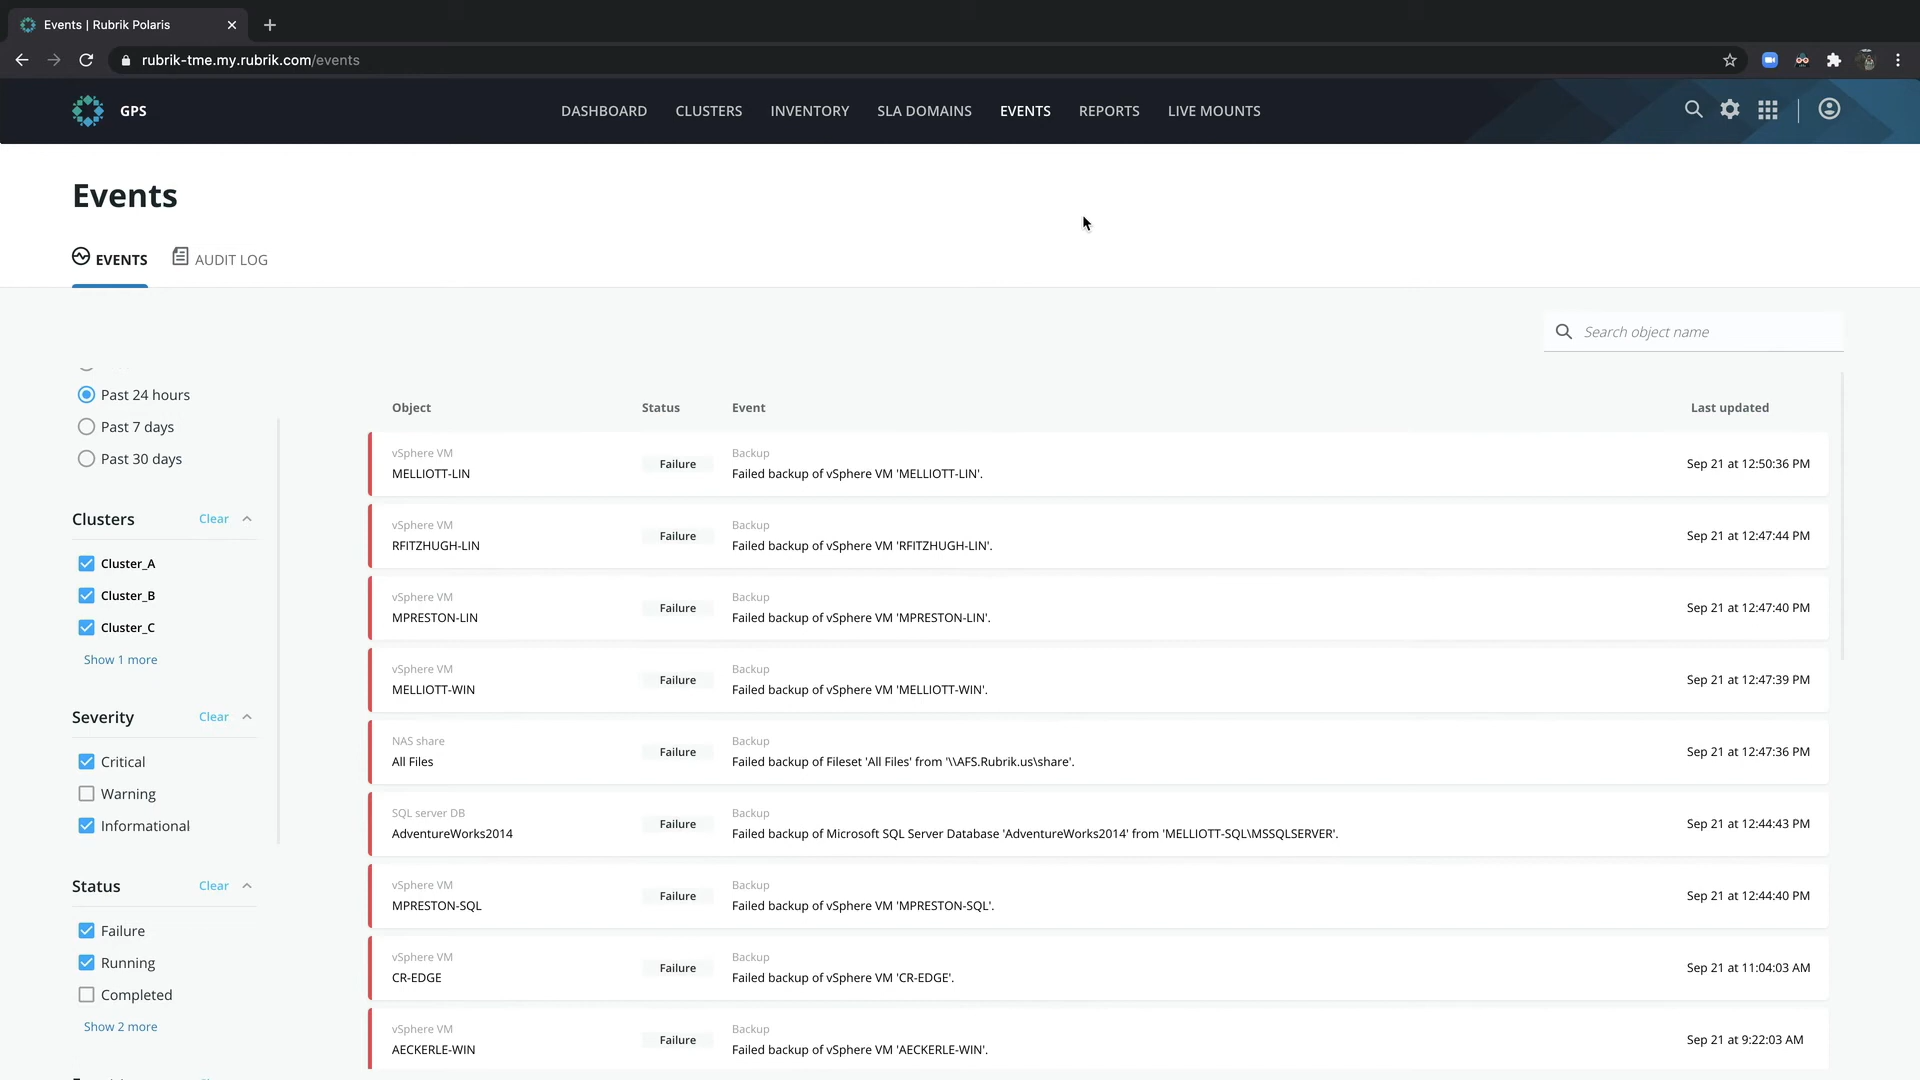 Events | Rubrik Polaris
rubrik-tme.my.rubrik.com/events
GPS
DASHBOARD CLUSTERS INVENTORY SLA DOMAINS EVENTS REPORTS LIVE MOUNTS
Events
EVENTS AUDIT LOG
Search object name
Past 24 hours
Past 7 days
Past 30 days
Clusters Clear
Cluster_A
Cluster_B
Cluster_C
Show 1 more
Severity Clear
Critical
Warning
Informational
Status Clear
Failure
Running
Completed
Show 2 more
Object Status Event Last updated
vSphere VM Backup
MELLIOTT-LIN Failure Failed backup of vSphere VM 'MELLIOTT-LIN'. Sep 21 at 12:50:36 PM
vSphere VM Backup
RFITZHUGH-LIN Failure Failed backup of vSphere VM 'RFITZHUGH-LIN'. Sep 21 at 12:47:44 PM
vSphere VM Backup
MPRESTON-LIN Failure Failed backup of vSphere VM 'MPRESTON-LIN'. Sep 21 at 12:47:40 PM
vSphere VM Backup
MELLIOTT-WIN Failure Failed backup of vSphere VM 'MELLIOTT-WIN'. Sep 21 at 12:47:39 PM
NAS share Backup
All Files Failure Failed backup of Fileset 'All Files' from '\\AFS.Rubrik.us\share'. Sep 21 at 12:47:36 PM
SQL server DB Backup
AdventureWorks2014 Failure Failed backup of Microsoft SQL Server Database 'AdventureWorks2014' from 'MELLIOTT-SQL\MSSQLSERVER'. Sep 21 at 12:44:43 PM
vSphere VM Backup
MPRESTON-SQL Failure Failed backup of vSphere VM 'MPRESTON-SQL'. Sep 21 at 12:44:40 PM
vSphere VM Backup
CR-EDGE Failure Failed backup of vSphere VM 'CR-EDGE'. Sep 21 at 11:04:03 AM
vSphere VM Backup
AECKERLE-WIN Failure Failed backup of vSphere VM 'AECKERLE-WIN'. Sep 21 at 9:22:03 AM